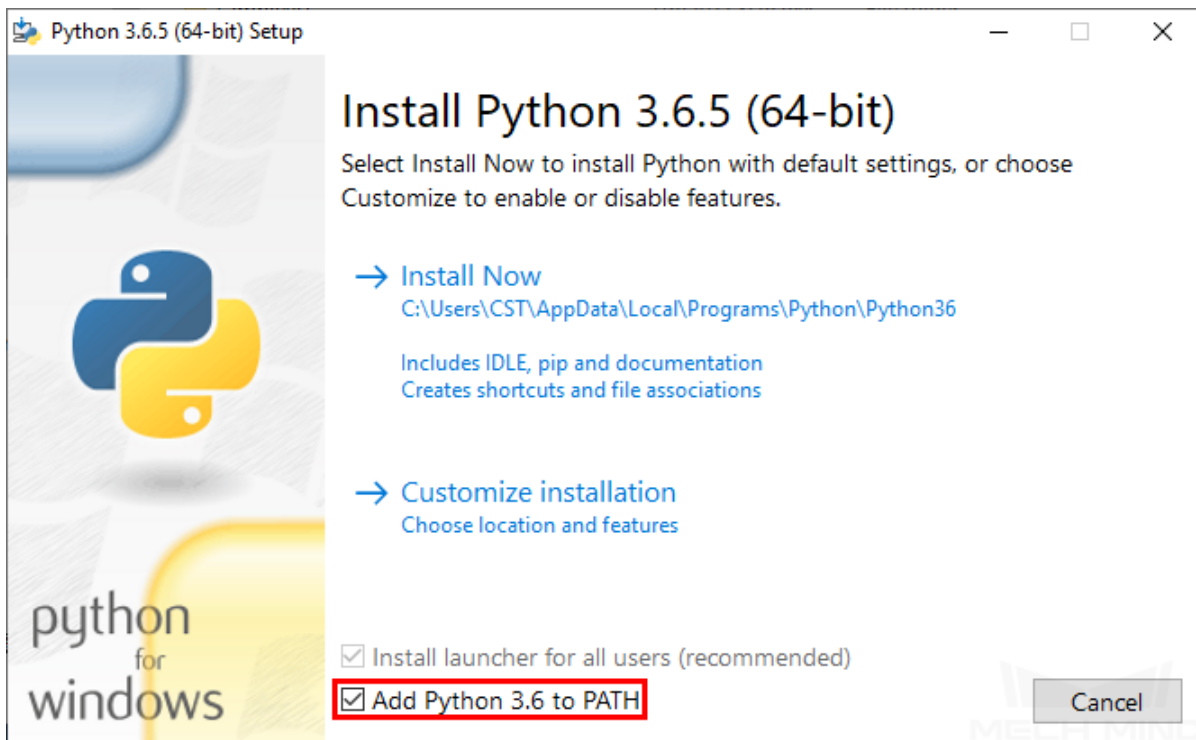 Python 3.6.5 (64-bit) Setup
Install Python 3.6.5 (64-bit)
Select Install Now to install Python with default settings, or choose
Customize to enable or disable features.
→ Install Now
C:\Users\CST\AppData\Local\Programs\Python\Python36
Includes IDLE, pip and documentation
Creates shortcuts and file associations
→ Customize installation
Choose location and features
python
for
windows
Install launcher for all users (recommended)
Add Python 3.6 to PATH
Cancel
MECH MIND